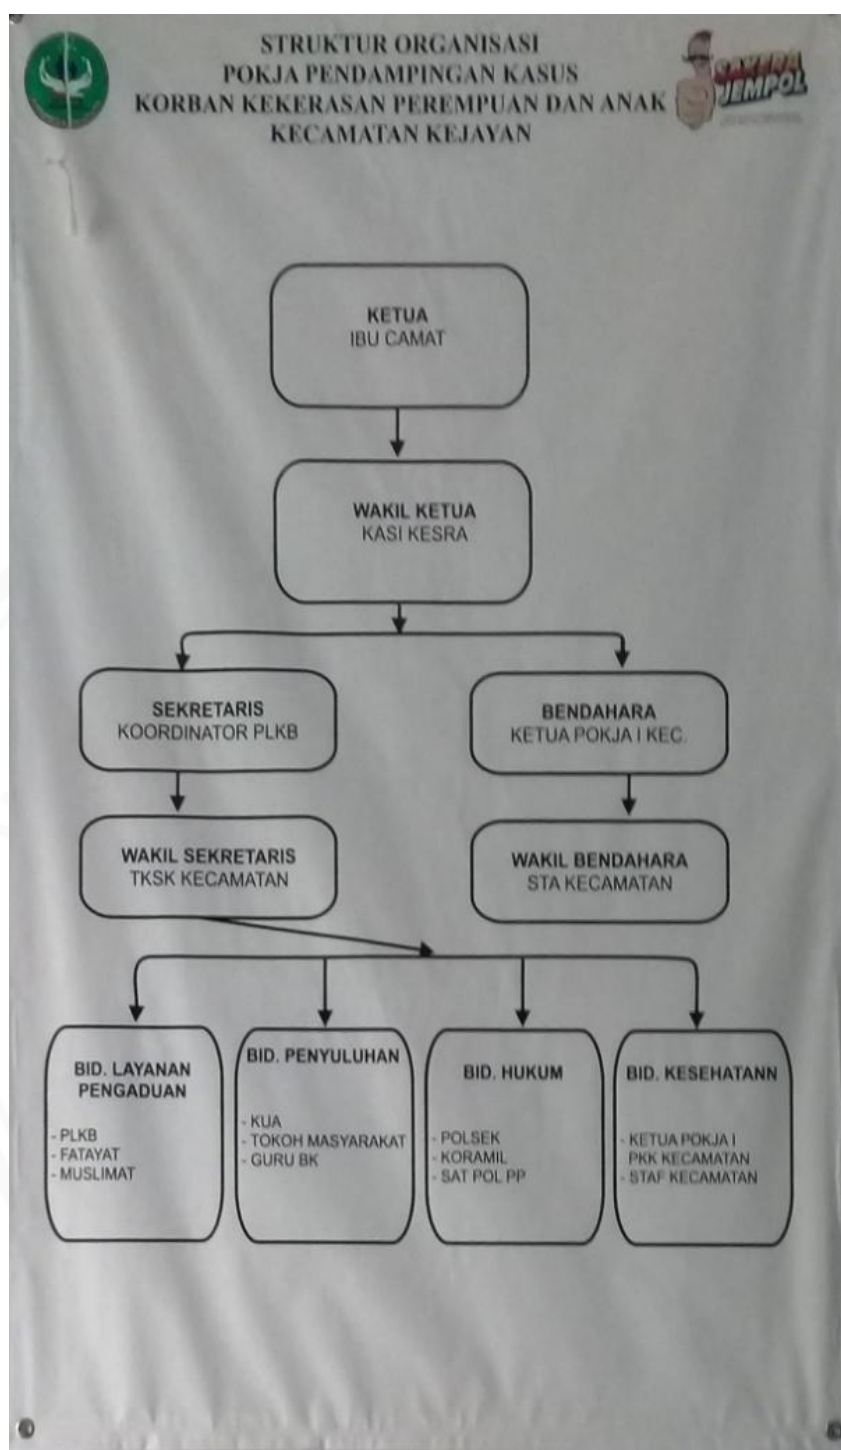 STRUKTUR ORGANISASI
POKJA PENDAMPINGAN KASUS
KORBAN KEKERASAN PEREMPUAN DAN ANAK
KECAMATAN KEJAYAN
SAKERA
JEMPOL
KETUA
IBU CAMAT
WAKIL KETUA
KASI KESRA
SEKRETARIS
KOORDINATOR PLKB
BENDAHARA
KETUA POKJA I KEC.
WAKIL SEKRETARIS
TKSK KECAMATAN
WAKIL BENDAHARA
STA KECAMATAN
BID. LAYANAN
PENGADUAN
- PLKB
- FATAYAT
- MUSLIMAT
BID. PENYULUHAN
- KUA
- TOKOH MASYARAKAT
- GURU BK
BID. HUKUM
- POLSEK
- KORAMIL
- SAT POL PP
BID. KESEHATANN
- KETUA POKJA I
PKK KECAMATAN
- STAF KECAMATAN